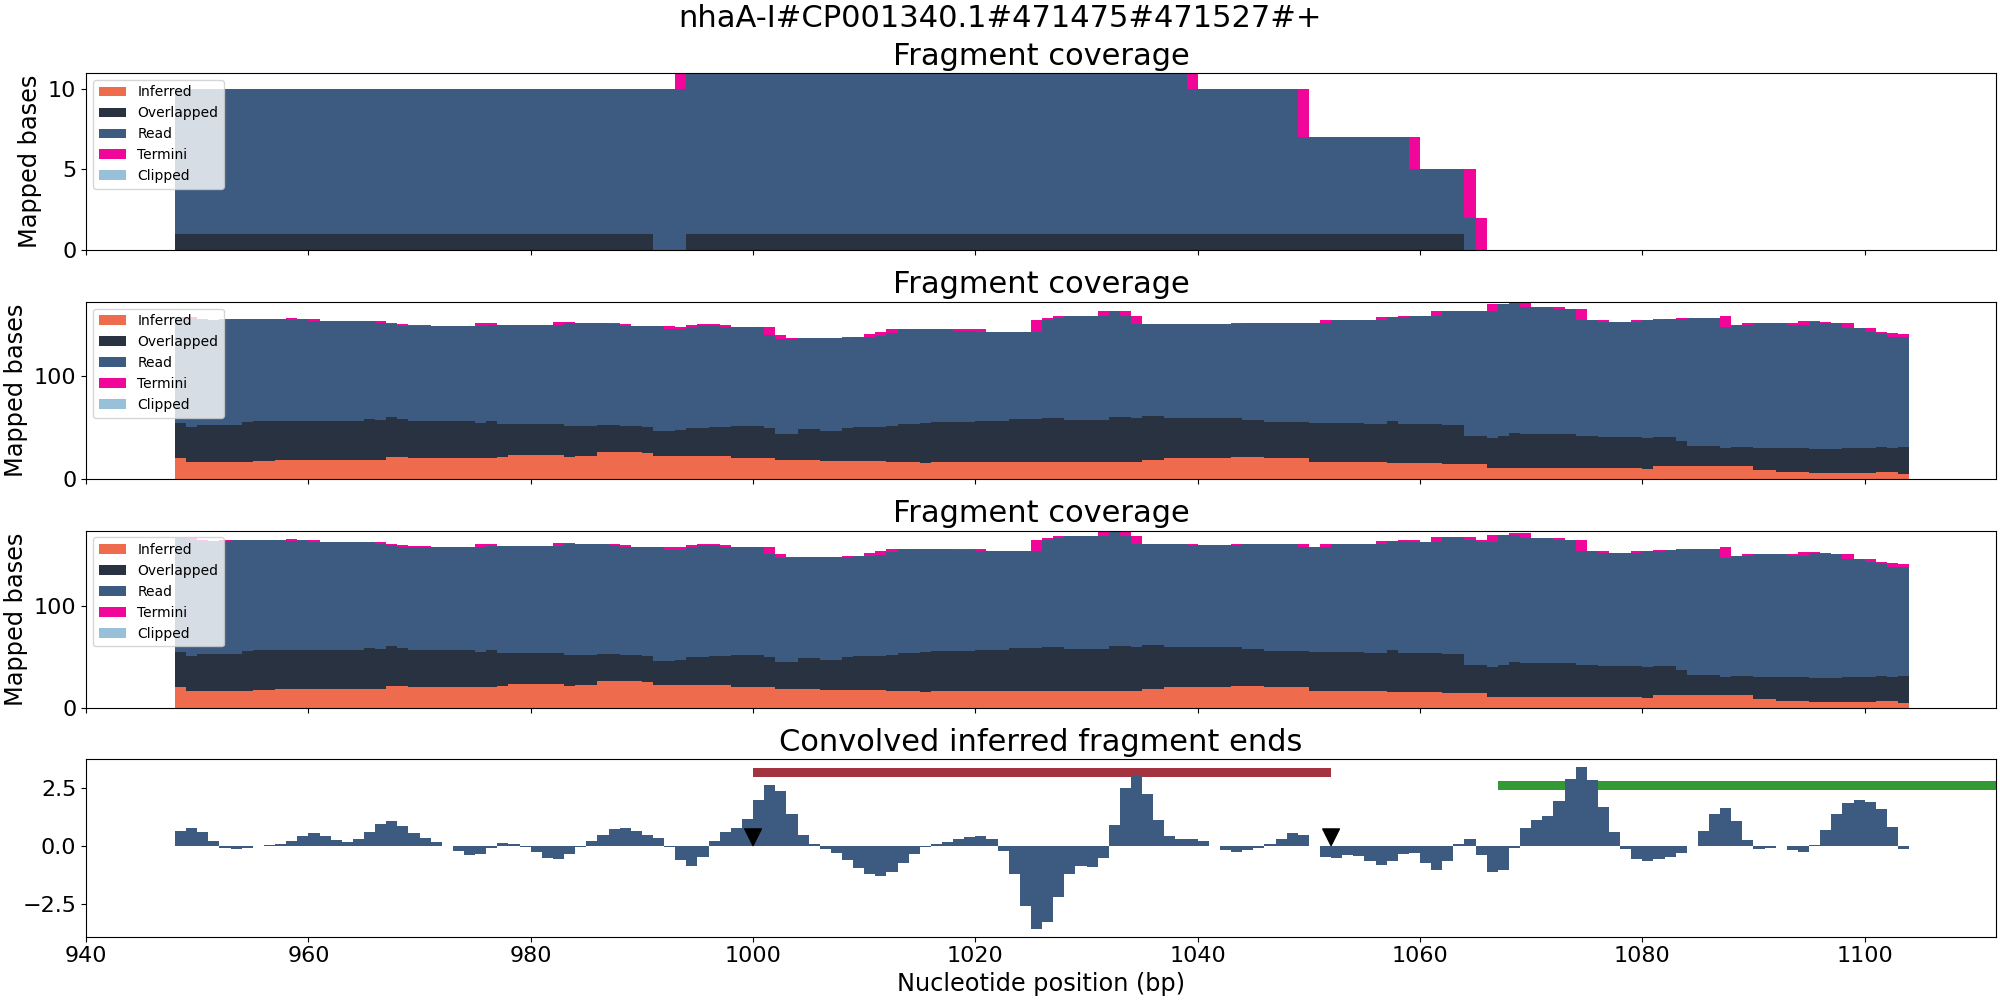 nhaA-I#CP001340.1#471475#471527#+
Fragment coverage
Mapped bases
10
5
0
Inferred
Overlapped
Read
Termini
Clipped
Fragment coverage
Mapped bases
100
0
Inferred
Overlapped
Read
Termini
Clipped
Fragment coverage
Mapped bases
100
0
Inferred
Overlapped
Read
Termini
Clipped
Convolved inferred fragment ends
2.5
0.0
−2.5
940 960 980 1000 1020 1040 1060 1080 1100
Nucleotide position (bp)